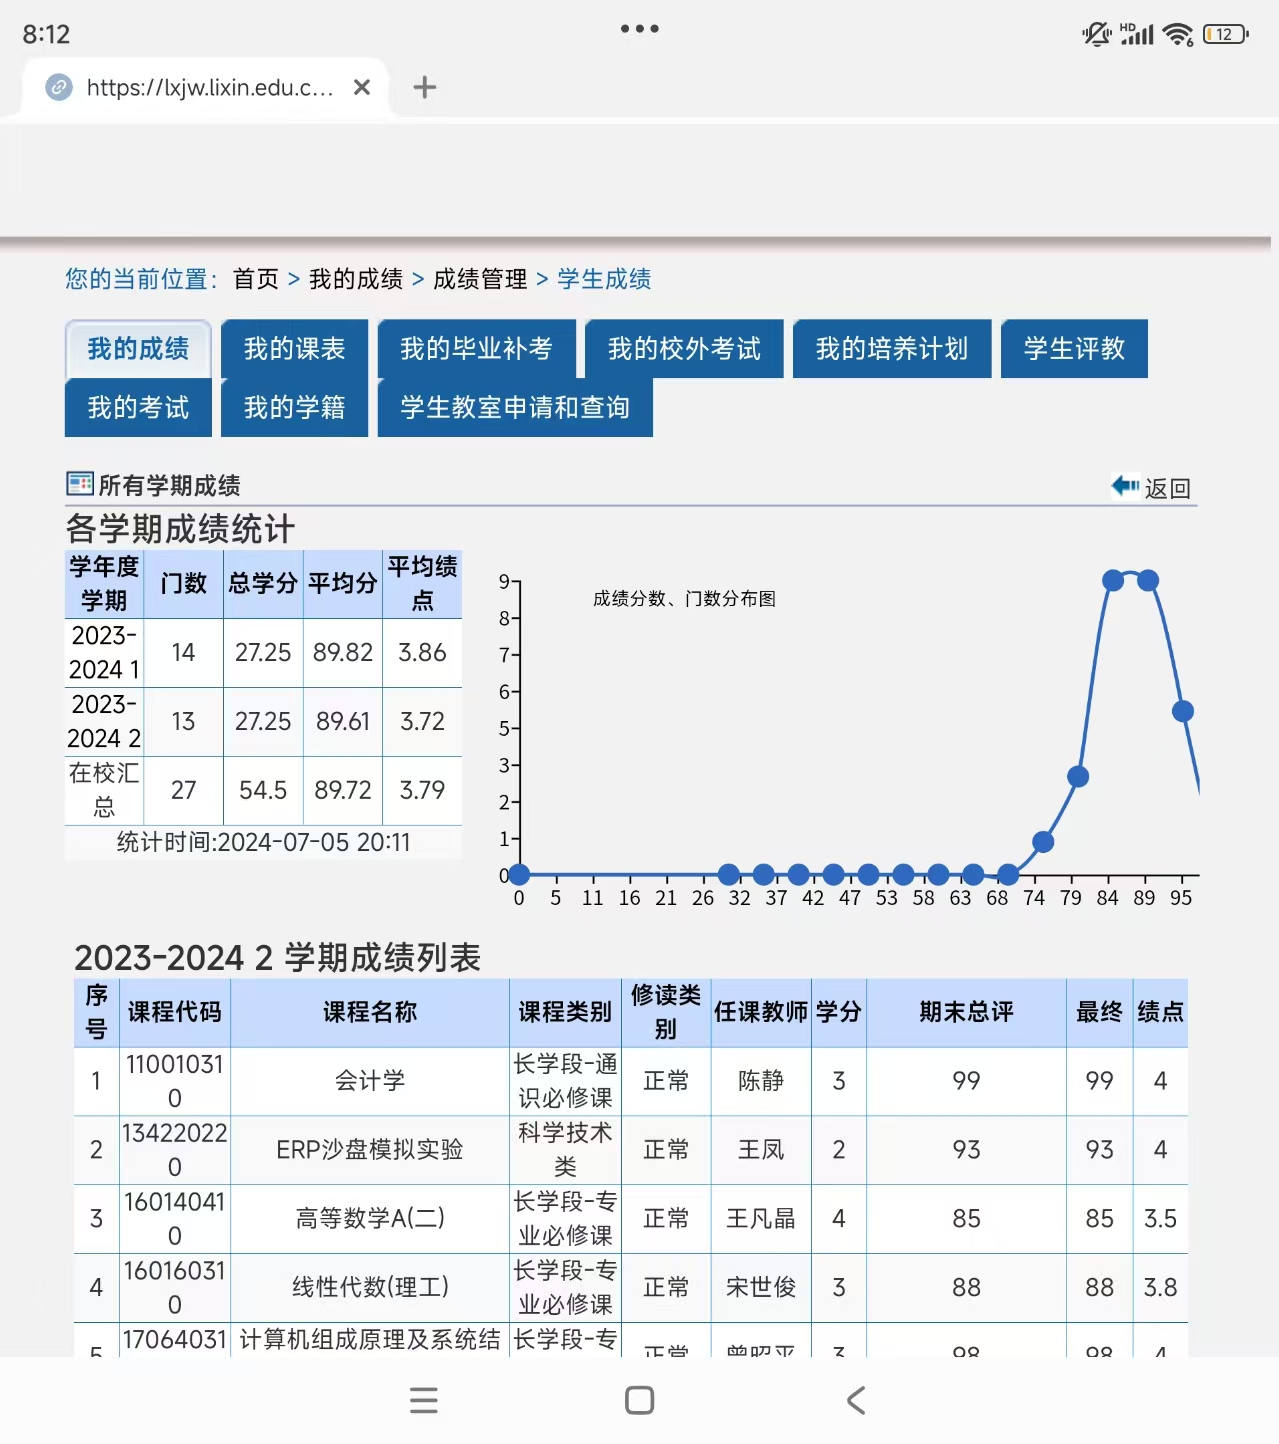 8:12
HD
6
12
https://lxjw.lixin.edu.c...
您的当前位置：首页 > 我的成绩 > 成绩管理 > 学生成绩
我的成绩 我的课表 我的毕业补考 我的校外考试 我的培养计划 学生评教
我的考试 我的学籍 学生教室申请和查询
所有学期成绩 返回
各学期成绩统计
学年度学期 门数 总学分 平均分 平均绩点
2023-2024 1 14 27.25 89.82 3.86
2023-2024 2 13 27.25 89.61 3.72
在校汇总 27 54.5 89.72 3.79
统计时间:2024-07-05 20:11
成绩分数、门数分布图
9
8
7
6
5
3
2
1
0
0 5 11 16 21 26 32 37 42 47 53 58 63 68 74 79 84 89 95
2023-2024 2 学期成绩列表
序号 课程代码 课程名称 课程类别 修读类别 任课教师 学分 期末总评 最终 绩点
1 110010310 会计学 长学段-通识必修课 正常 陈静 3 99 99 4
2 134220220 ERP沙盘模拟实验 科学技术类 正常 王凤 2 93 93 4
3 160140410 高等数学A(二) 长学段-专业必修课 正常 王凡晶 4 85 85 3.5
4 160160310 线性代数(理工) 长学段-专业必修课 正常 宋世俊 3 88 88 3.8
5 17064031 计算机组成原理及系统结 长学段-专 正常 曾昭平 3 98 98 4